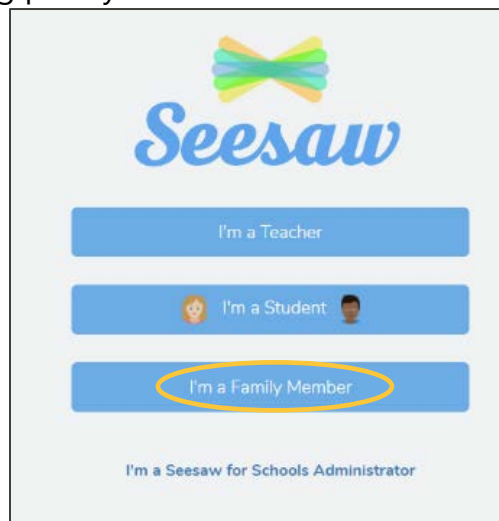 Seesaw
I'm a Teacher
I'm a Student
I'm a Family Member
I'm a Seesaw for Schools Administrator